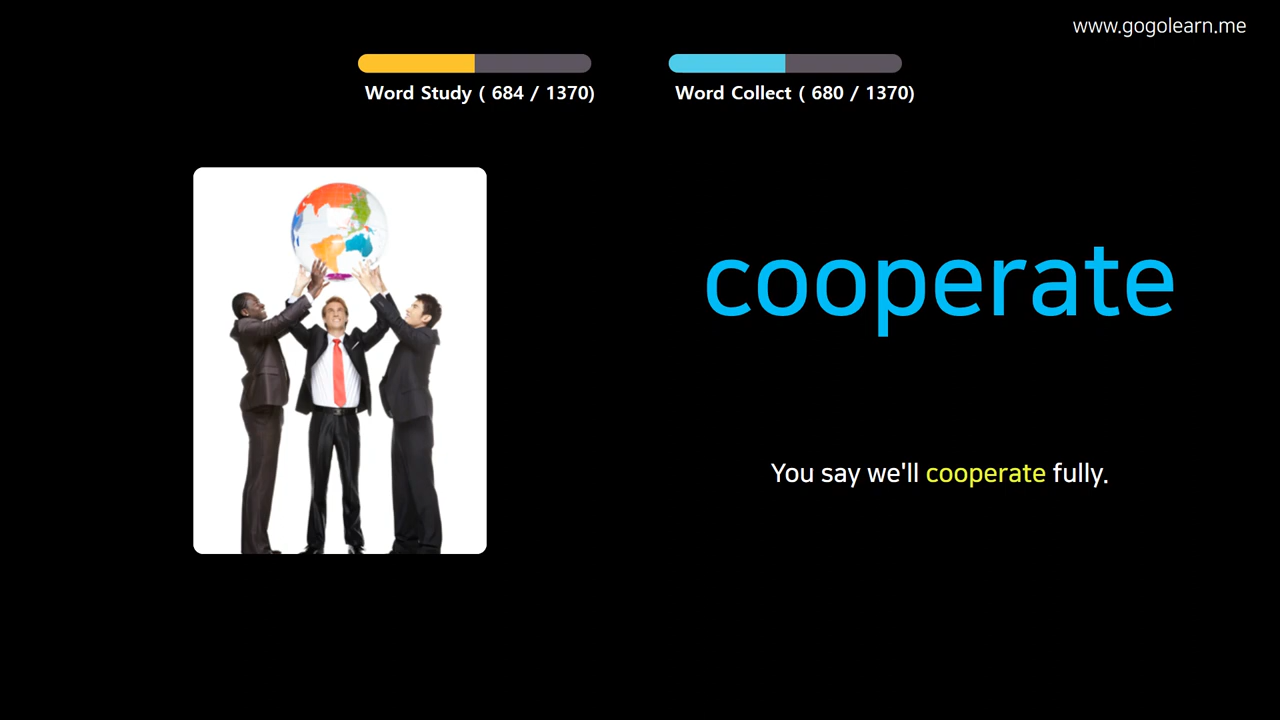 www.gogolearn.me
Word Study ( 684 / 1370)
Word Collect ( 680 / 1370)
cooperate
You say we'll cooperate fully.